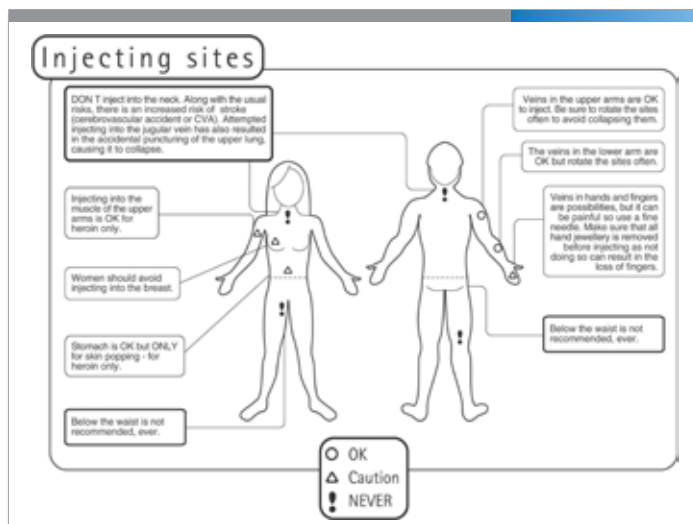 Injecting sites
DON T inject into the neck. Along with the usual
risks, there is an increased risk of stroke
(cerebrovascular accident or CVA). Attempted
injecting into the jugular vein has also resulted
in the accidental puncturing of the upper lung,
causing it to collapse.
Injecting into the
muscle of the upper
arms is OK for
heroin only.
Women should avoid
injecting into the breast.
Stomach is OK but ONLY
for skin popping - for
heroin only.
Below the waist is not
recommended, ever.
Veins in the upper arms are OK
to inject. Be sure to rotate the sites
often to avoid collapsing them.
The veins in the lower arm are
OK but rotate the sites often.
Veins in hands and fingers
are possibilities, but it can
be painful so use a fine
needle. Make sure that all
hand jewellery is removed
before injecting as not
doing so can result in the
loss of fingers.
Below the waist is not
recommended, ever.
OK
Caution
NEVER